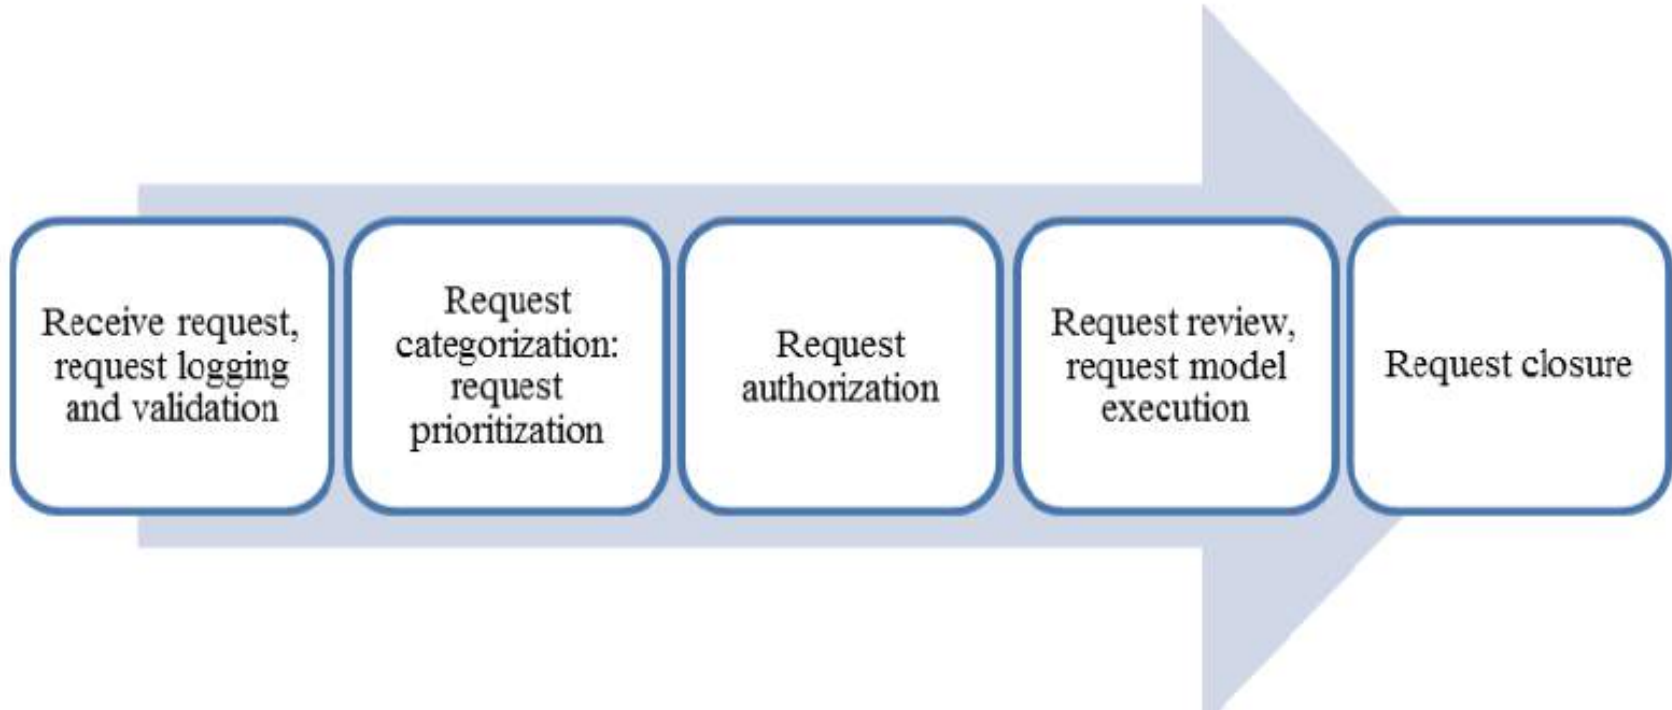 Receive request,
request logging
and validation
Request
categorization:
request
prioritization
Request
authorization
Request review,
request model
execution
Request closure